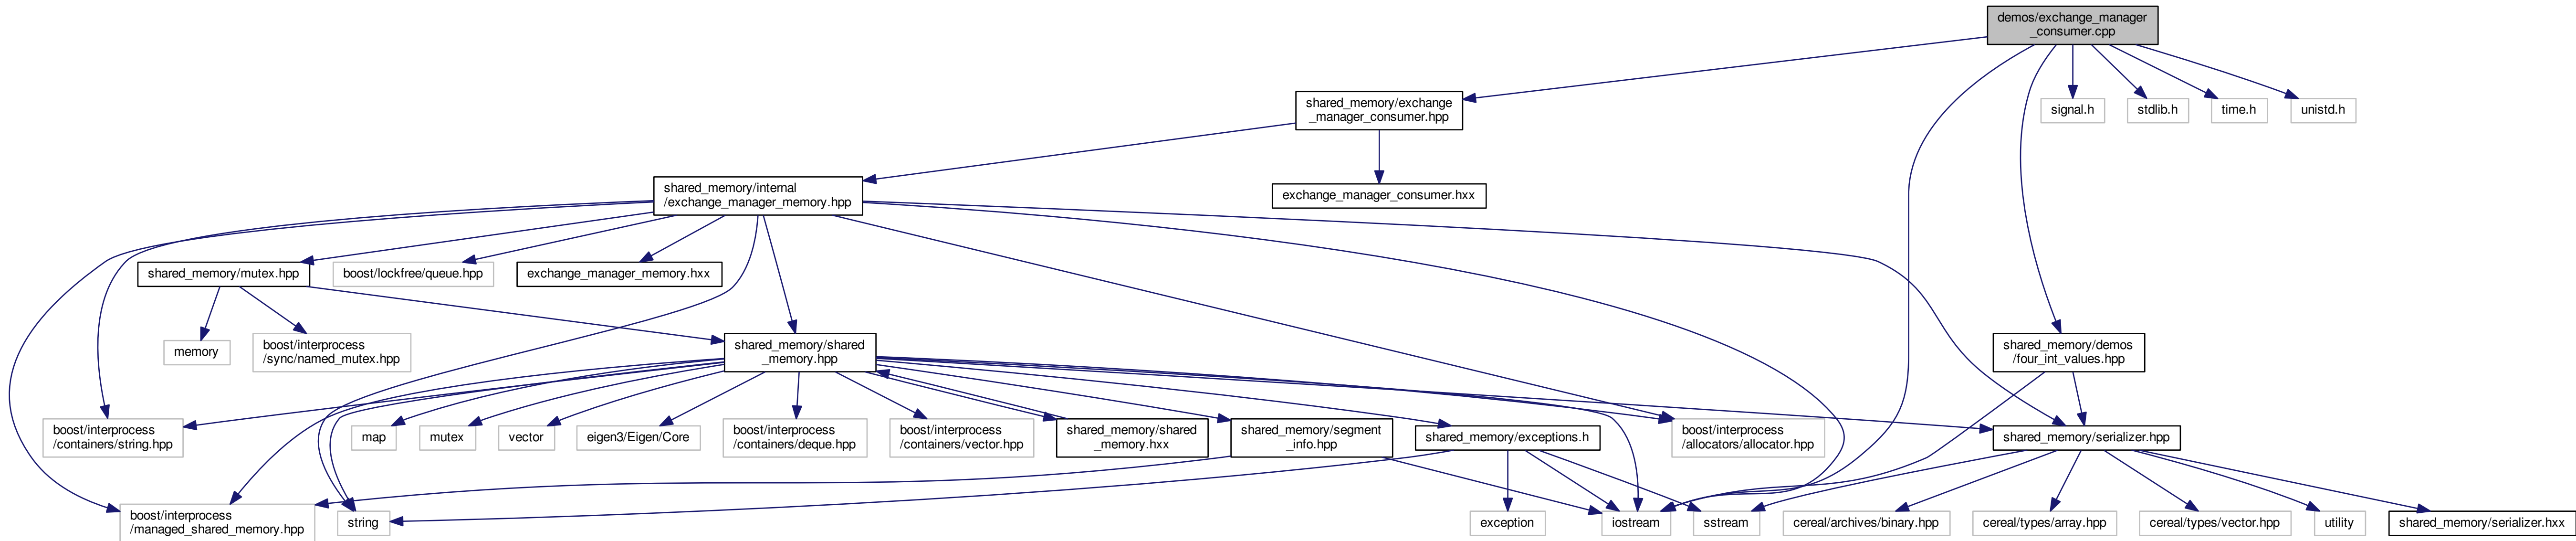 demos/exchange_manager
_consumer.cpp
shared_memory/exchange
_manager_consumer.hpp
signal.h
stdlib.h
time.h
unistd.h
shared_memory/internal
/exchange_manager_memory.hpp
exchange_manager_consumer.hxx
shared_memory/mutex.hpp
boost/lockfree/queue.hpp
exchange_manager_memory.hxx
memory
boost/interprocess
/sync/named_mutex.hpp
shared_memory/shared
_memory.hpp
shared_memory/demos
/four_int_values.hpp
boost/interprocess
/containers/string.hpp
map
mutex
vector
eigen3/Eigen/Core
boost/interprocess
/containers/deque.hpp
boost/interprocess
/containers/vector.hpp
shared_memory/shared
_memory.hxx
shared_memory/segment
_info.hpp
shared_memory/exceptions.h
boost/interprocess
/allocators/allocator.hpp
shared_memory/serializer.hpp
boost/interprocess
/managed_shared_memory.hpp
string
exception
iostream
sstream
cereal/archives/binary.hpp
cereal/types/array.hpp
cereal/types/vector.hpp
utility
shared_memory/serializer.hxx